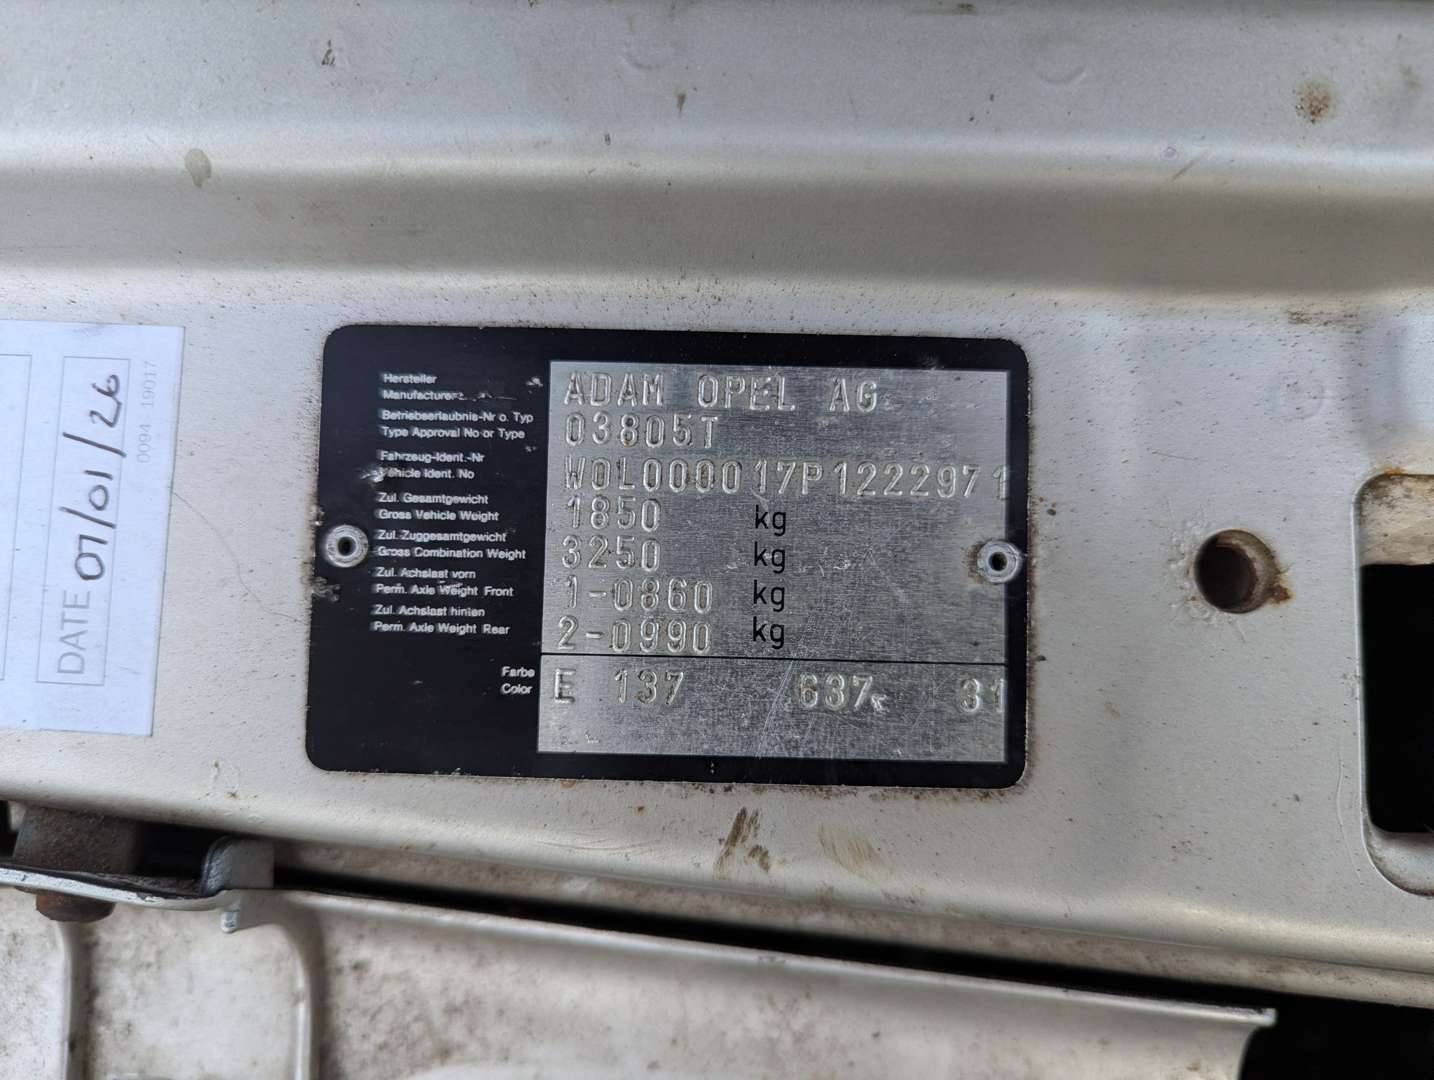 Hersteller
Manufacturer
ADAM OPEL AG
Betriebserlaubnis-Nr o. Typ
Type Approval No or Type
03805T
Fahrzeug-Ident.-Nr
Vehicle Ident. No
W0L000017P1222971
Zul. Gesamtgewicht
Gross Vehicle Weight
1850 kg
Zul. Zuggesamtgewicht
Gross Combination Weight
3250 kg
Zul. Achslast vorn
Perm. Axle Weight Front
1-0860 kg
Zul. Achslast hinten
Perm. Axle Weight Rear
2-0990 kg
Farbe
Color
E 137 637 31
DATE 07/01/26
0094 19017